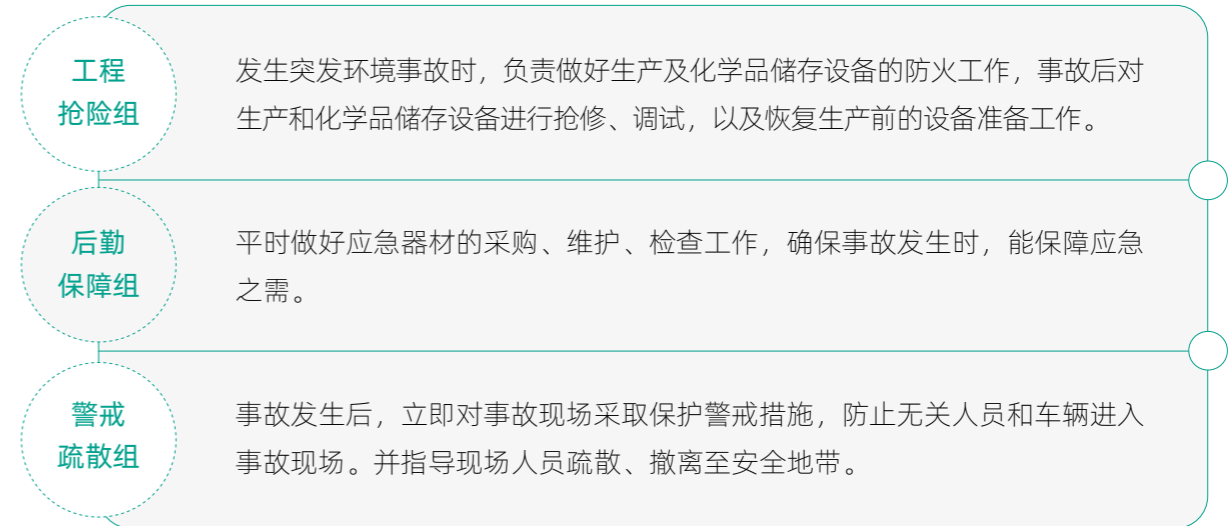 工程
抢险组
发生突发环境事故时，负责做好生产及化学品储存设备的防火工作，事故后对
生产和化学品储存设备进行抢修、调试，以及恢复生产前的设备准备工作。
后勤
保障组
平时做好应急器材的采购、维护、检查工作，确保事故发生时，能保障应急
之需。
警戒
疏散组
事故发生后，立即对事故现场采取保护警戒措施，防止无关人员和车辆进入
事故现场。并指导现场人员疏散、撤离至安全地带。